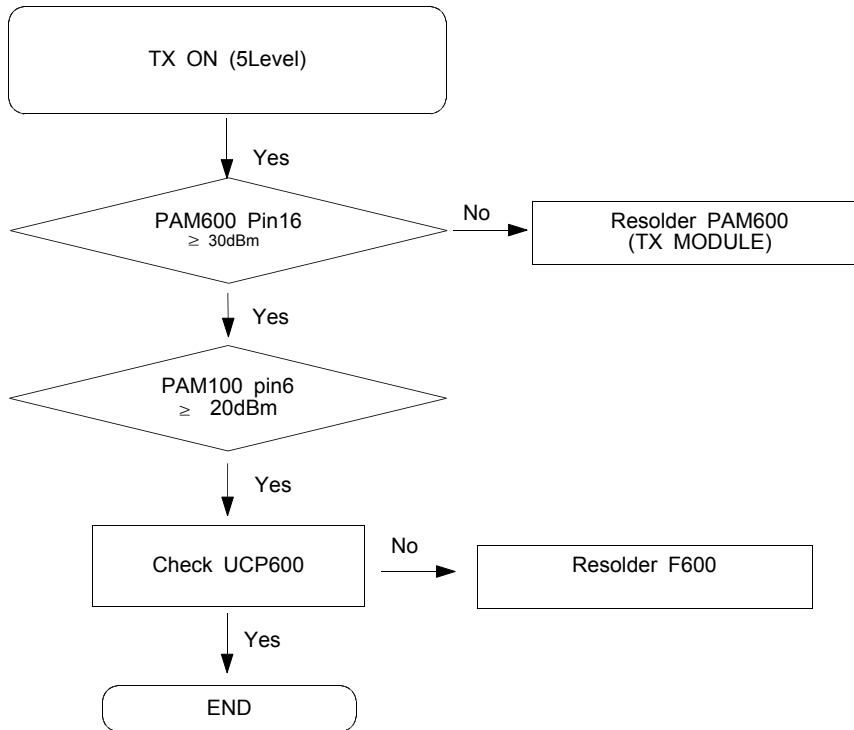 TX ON (5Level)
Yes
PAM600 Pin16
≥ 30dBm
No
Resolder PAM600
(TX MODULE)
Yes
PAM100 pin6
≥ 20dBm
Yes
Check UCP600
No
Resolder F600
Yes
END